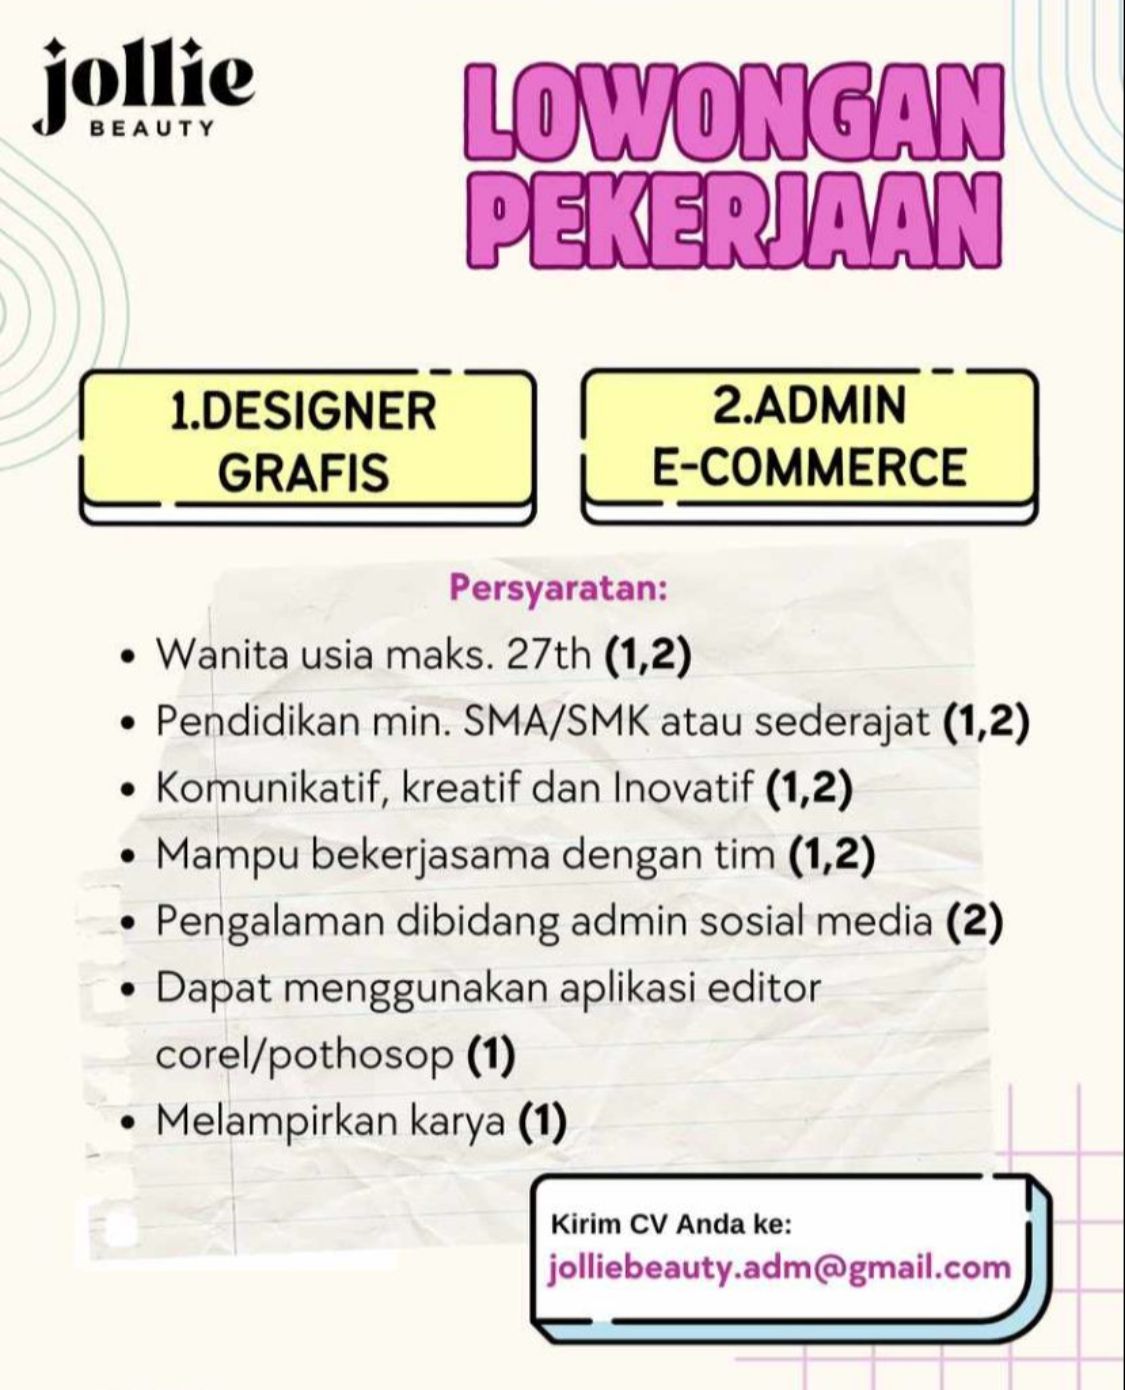 jollie
BEAUTY
LOWONGAN
PEKERJAAN
1.DESIGNER
GRAFIS
2.ADMIN
E-COMMERCE
Persyaratan:
• Wanita usia maks. 27th (1,2)
• Pendidikan min. SMA/SMK atau sederajat (1,2)
• Komunikatif, kreatif dan Inovatif (1,2)
• Mampu bekerjasama dengan tim (1,2)
• Pengalaman dibidang admin sosial media (2)
• Dapat menggunakan aplikasi editor
corel/pothosop (1)
• Melampirkan karya (1)
Kirim CV Anda ke:
jolliebeauty.adm@gmail.com